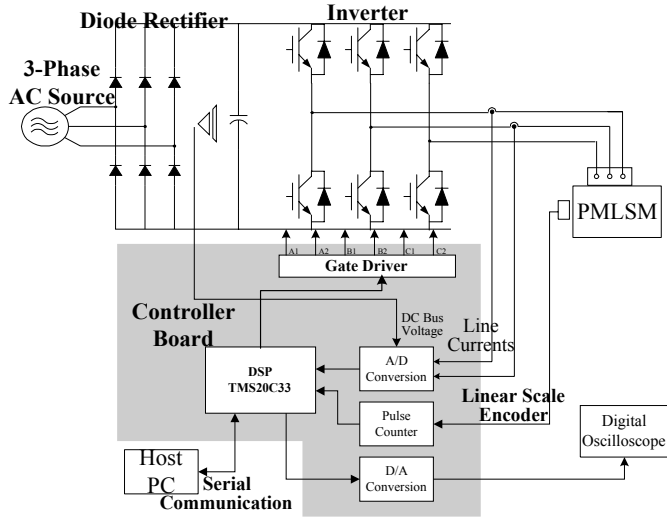 Diode Rectifier
Inverter
3-Phase
AC Source
PMLSM
A1
A2
B1
B2
C1
C2
Gate Driver
Controller
Board
DC Bus
Voltage
Line
Currents
DSP
TMS20C33
A/D
Conversion
Linear Scale
Encoder
Pulse
Counter
Digital
Oscilloscope
Host
PC
Serial
Communication
D/A
Conversion